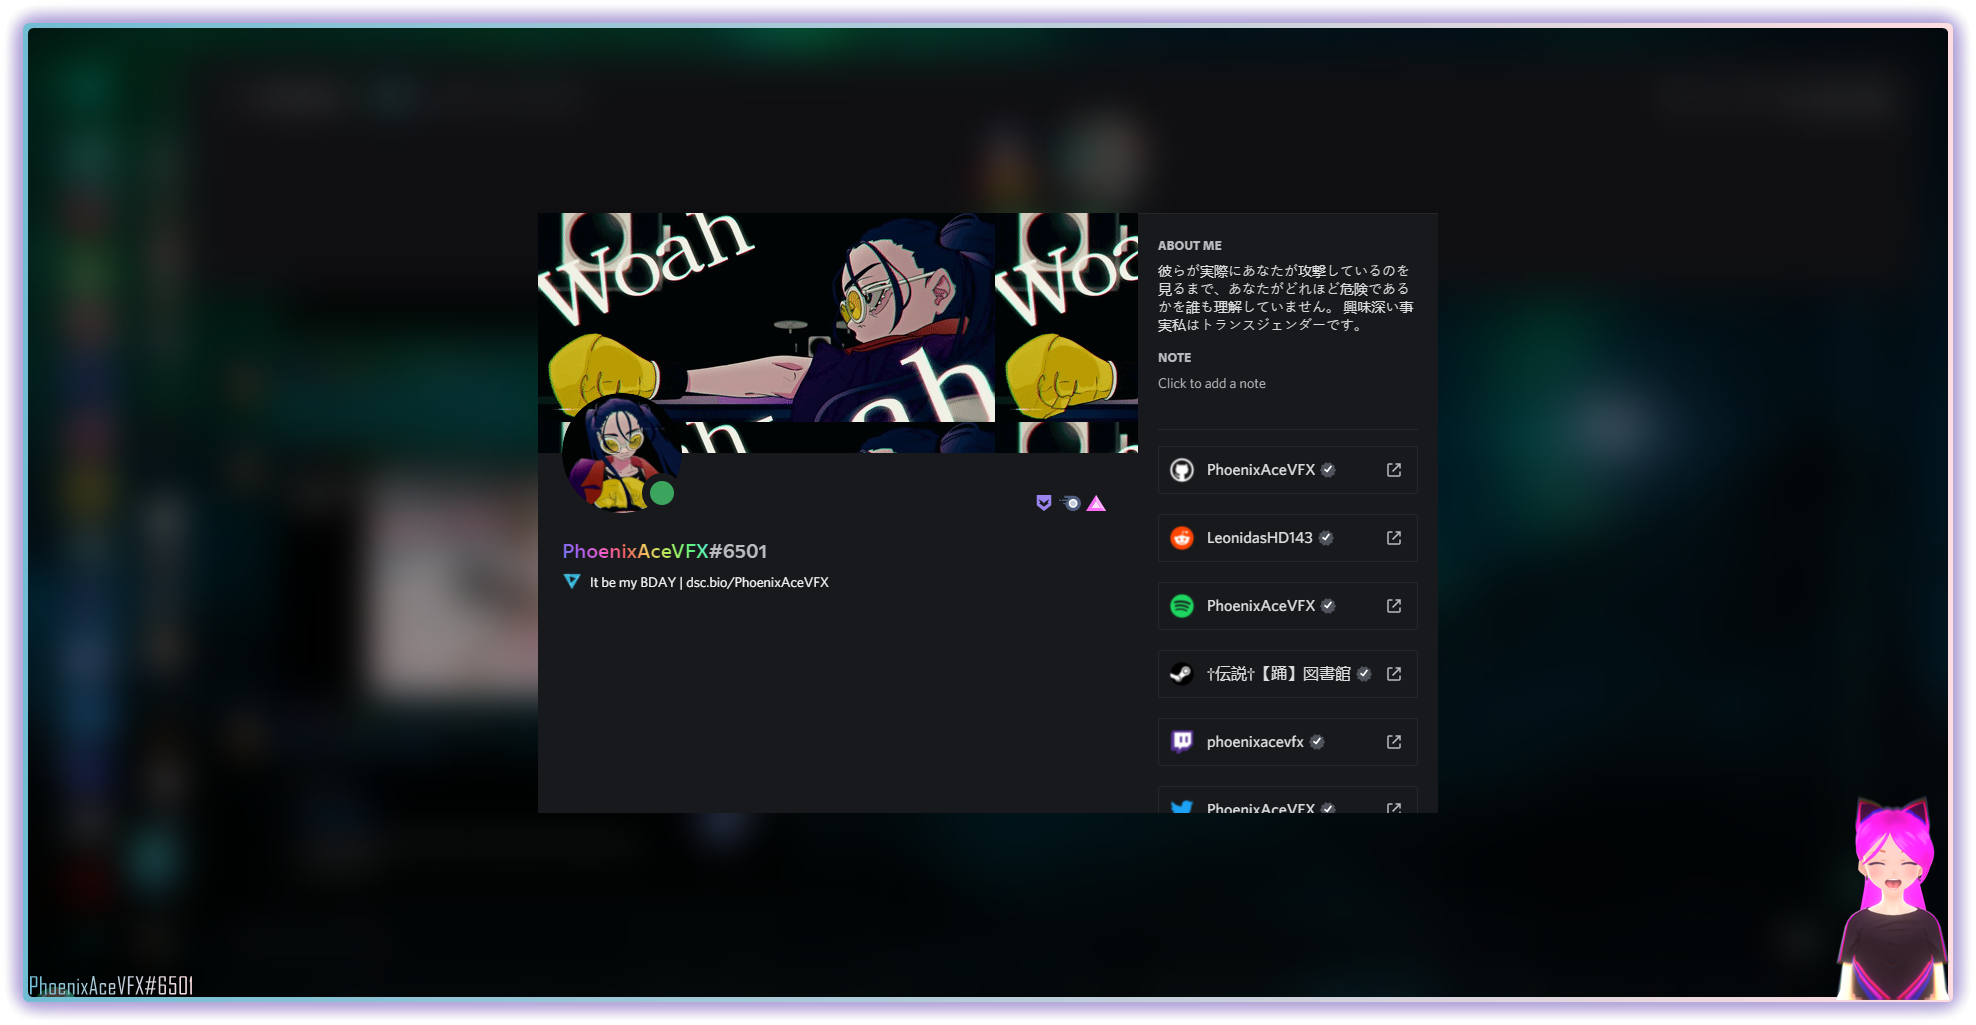 Woah
Woa
ah
oah
oah
ABOUT ME
彼らが実際にあなたが攻撃しているのを
見るまで、あなたがどれほど危険である
かを誰も理解していません。 興味深い事
実私はトランスジェンダーです。
NOTE
Click to add a note
PhoenixAceVFX#6501
It be my BDAY | dsc.bio/PhoenixAceVFX
PhoenixAceVFX
LeonidasHD143
PhoenixAceVFX
†伝説†【踊】図書館
phoenixacevfx
PhoenixAceVFX
PhoenixAceVFX#6501